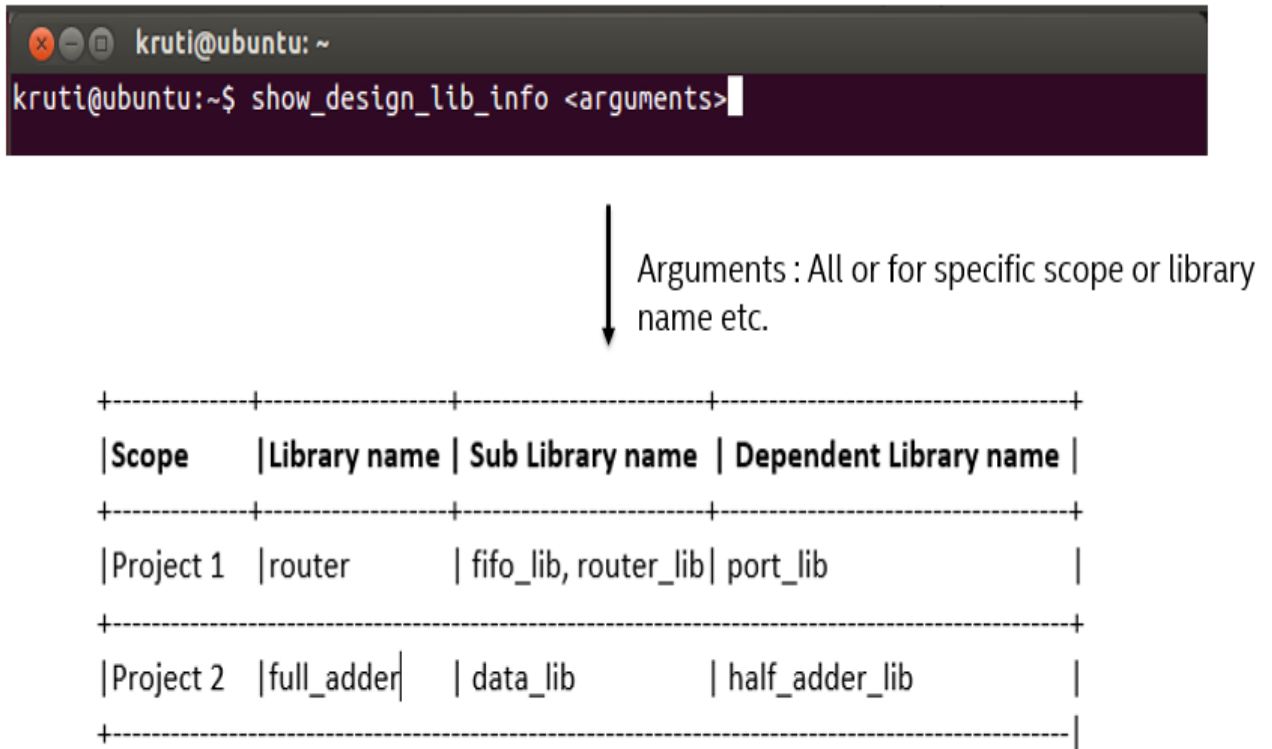 kruti@ubuntu: ~
kruti@ubuntu:~$ show_design_lib_info <arguments>
Arguments : All or for specific scope or library
name etc.
+--------------+-------------------+-------------------------+-----------------------------------+
|Scope |Library name | Sub Library name | Dependent Library name |
+--------------+-------------------+-------------------------+-----------------------------------+
|Project 1 |router | fifo_lib, router_lib| port_lib |
+------------------------------------------------------------------------------------------------+
|Project 2 |full_adder | data_lib | half_adder_lib |
+------------------------------------------------------------------------------------------------|